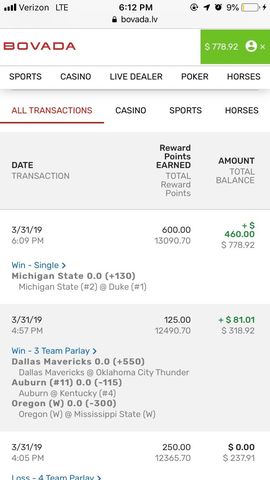 Verizon LTE 6:12 PM 9%
bovada.lv
BOVADA $ 778.92 ×
SPORTS CASINO LIVE DEALER POKER HORSES
ALL TRANSACTIONS CASINO SPORTS HORSES
DATE
TRANSACTION
Reward
Points
EARNED
TOTAL
Reward
Points
AMOUNT
TOTAL
BALANCE
3/31/19 600.00 + $
460.00
6:09 PM 13090.70 $ 778.92
Win - Single >
Michigan State 0.0 (+130)
Michigan State (#2) @ Duke (#1)
3/31/19 125.00 + $ 81.01
4:57 PM 12490.70 $ 318.92
Win - 3 Team Parlay >
Dallas Mavericks 0.0 (+550)
Dallas Mavericks @ Oklahoma City Thunder
Auburn (#11) 0.0 (-115)
Auburn @ Kentucky (#4)
Oregon (W) 0.0 (-300)
Oregon (W) @ Mississippi State (W)
3/31/19 250.00 $ 0.00
4:05 PM 12365.70 $ 237.91
Loss - 4 Team Parlay >